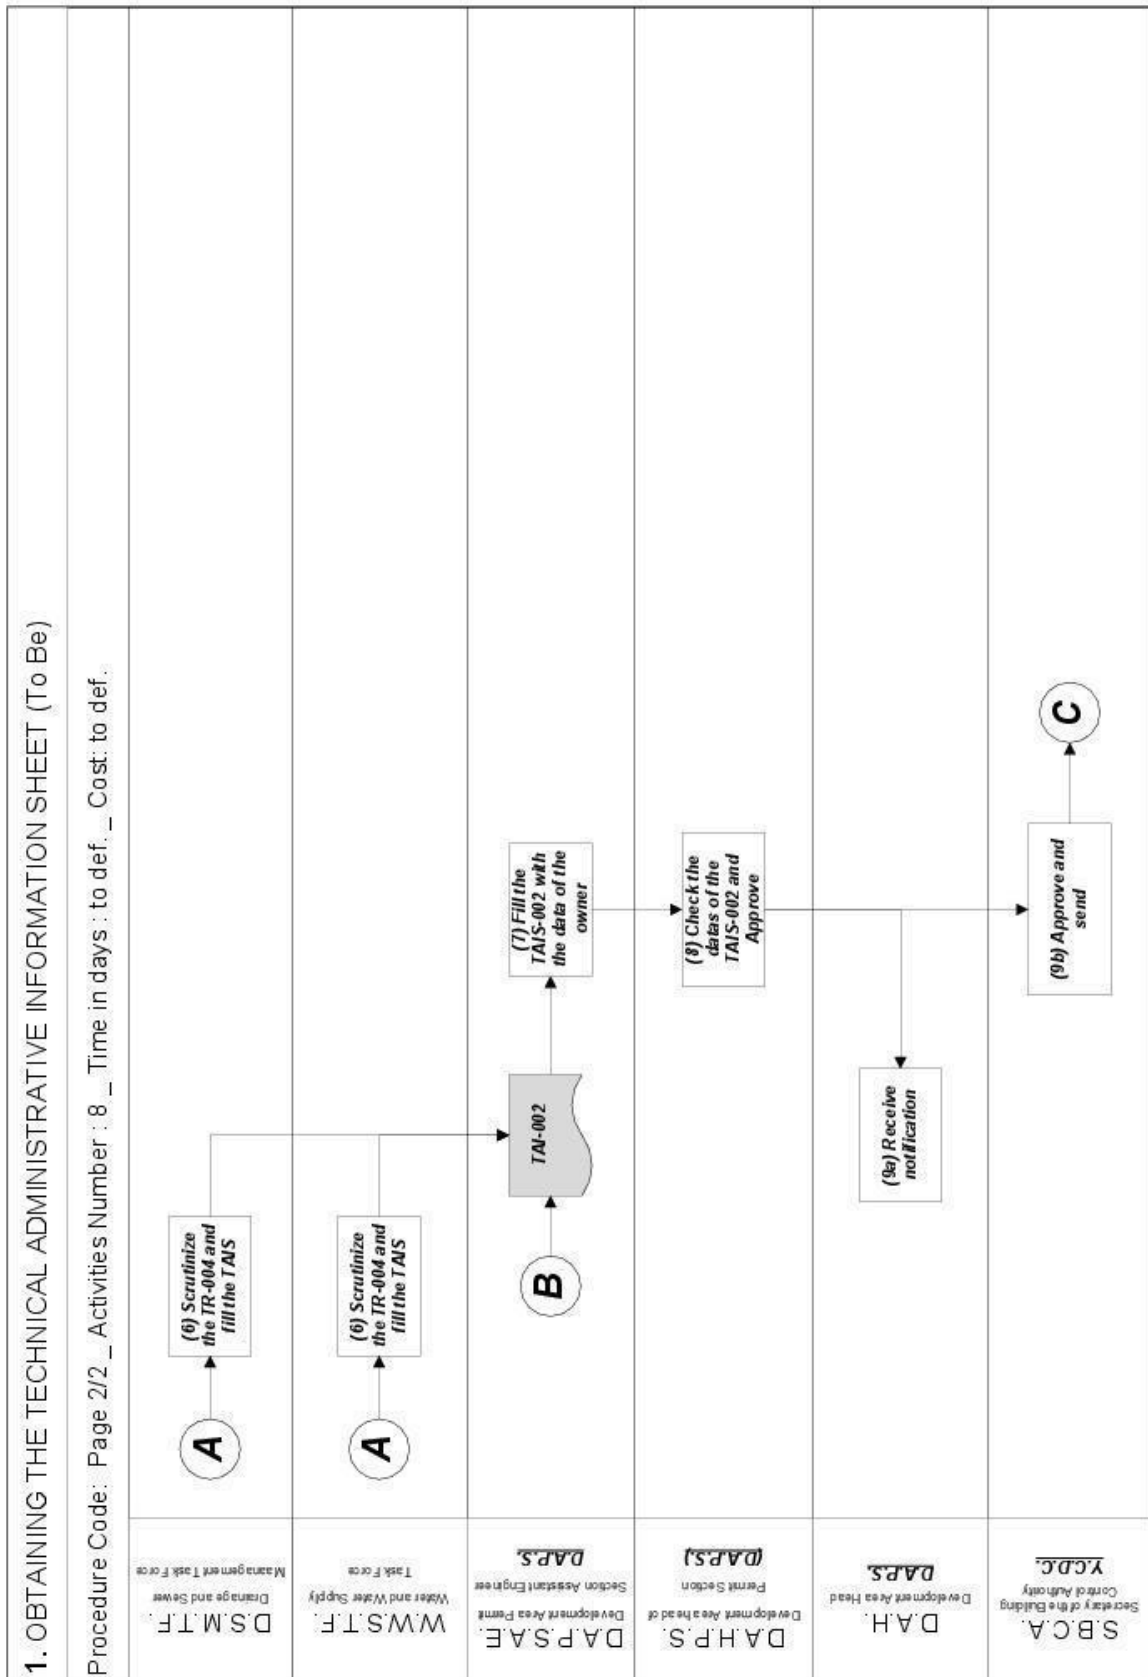 1. OBTAINING THE TECHNICAL ADMINISTRATIVE INFORMATION SHEET (To Be)
Procedure Code: Page 2/2 _ Activities Number : 8 _ Time in days : to def. _ Cost: to def.
D.S.M.T.F.
Drainage and Sewer
Maanagement Task Force
A
(6) Scrutinize
the TR-004 and
fill the TAIS
W.W.S.T.F.
Water and Water Supply
Task Force
A
(6) Scrutinize
the TR-004 and
fill the TAIS
D.A.P.S.A.E.
Development Area Permit
Section Assistant Engineer
D.A.P.S.
B
TAI-002
(7) Fill the
TAIS-002 with
the data of the
owner
D.A.H.P.S.
Development Area head of
Permit Section
(D.A.P.S.)
(8) Check the
datas of the
TAIS-002 and
Approve
D.A.H.
Development Area Head
D.A.P.S.
(9a) Receive
notification
S.B.C.A.
Secretary of the Building
Control Authority
Y.C.D.C.
(9b) Approve and
send
C